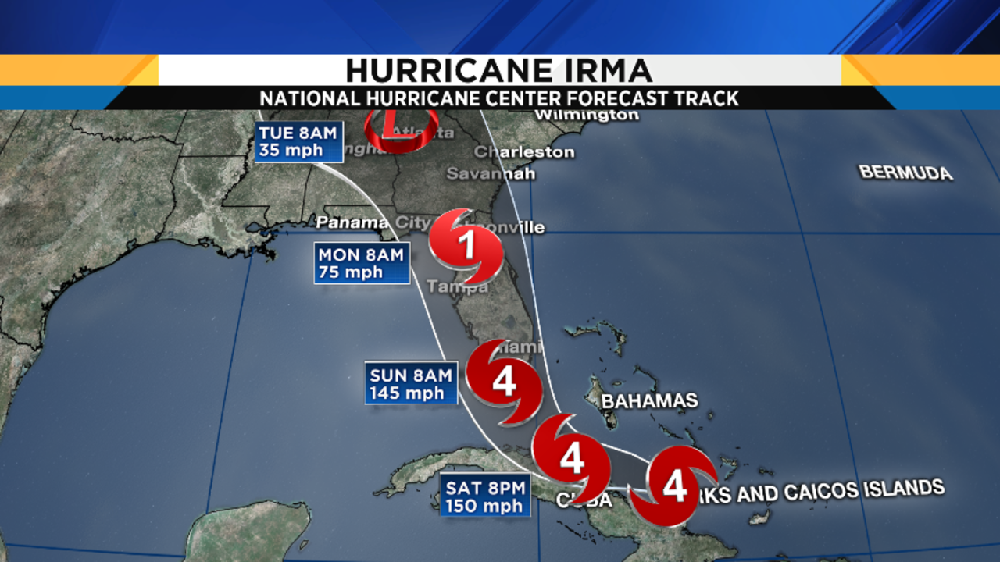 HURRICANE IRMA
NATIONAL HURRICANE CENTER FORECAST TRACK
Wilmington
TUE 8AM
35 mph
L
Atlanta
Charleston
Savannah
BERMUDA
Panama City
1
MON 8AM
75 mph
Tampa
SUN 8AM
145 mph
4
BAHAMAS
4
4
SAT 8PM
150 mph
CUBA
RKS AND CAICOS ISLANDS